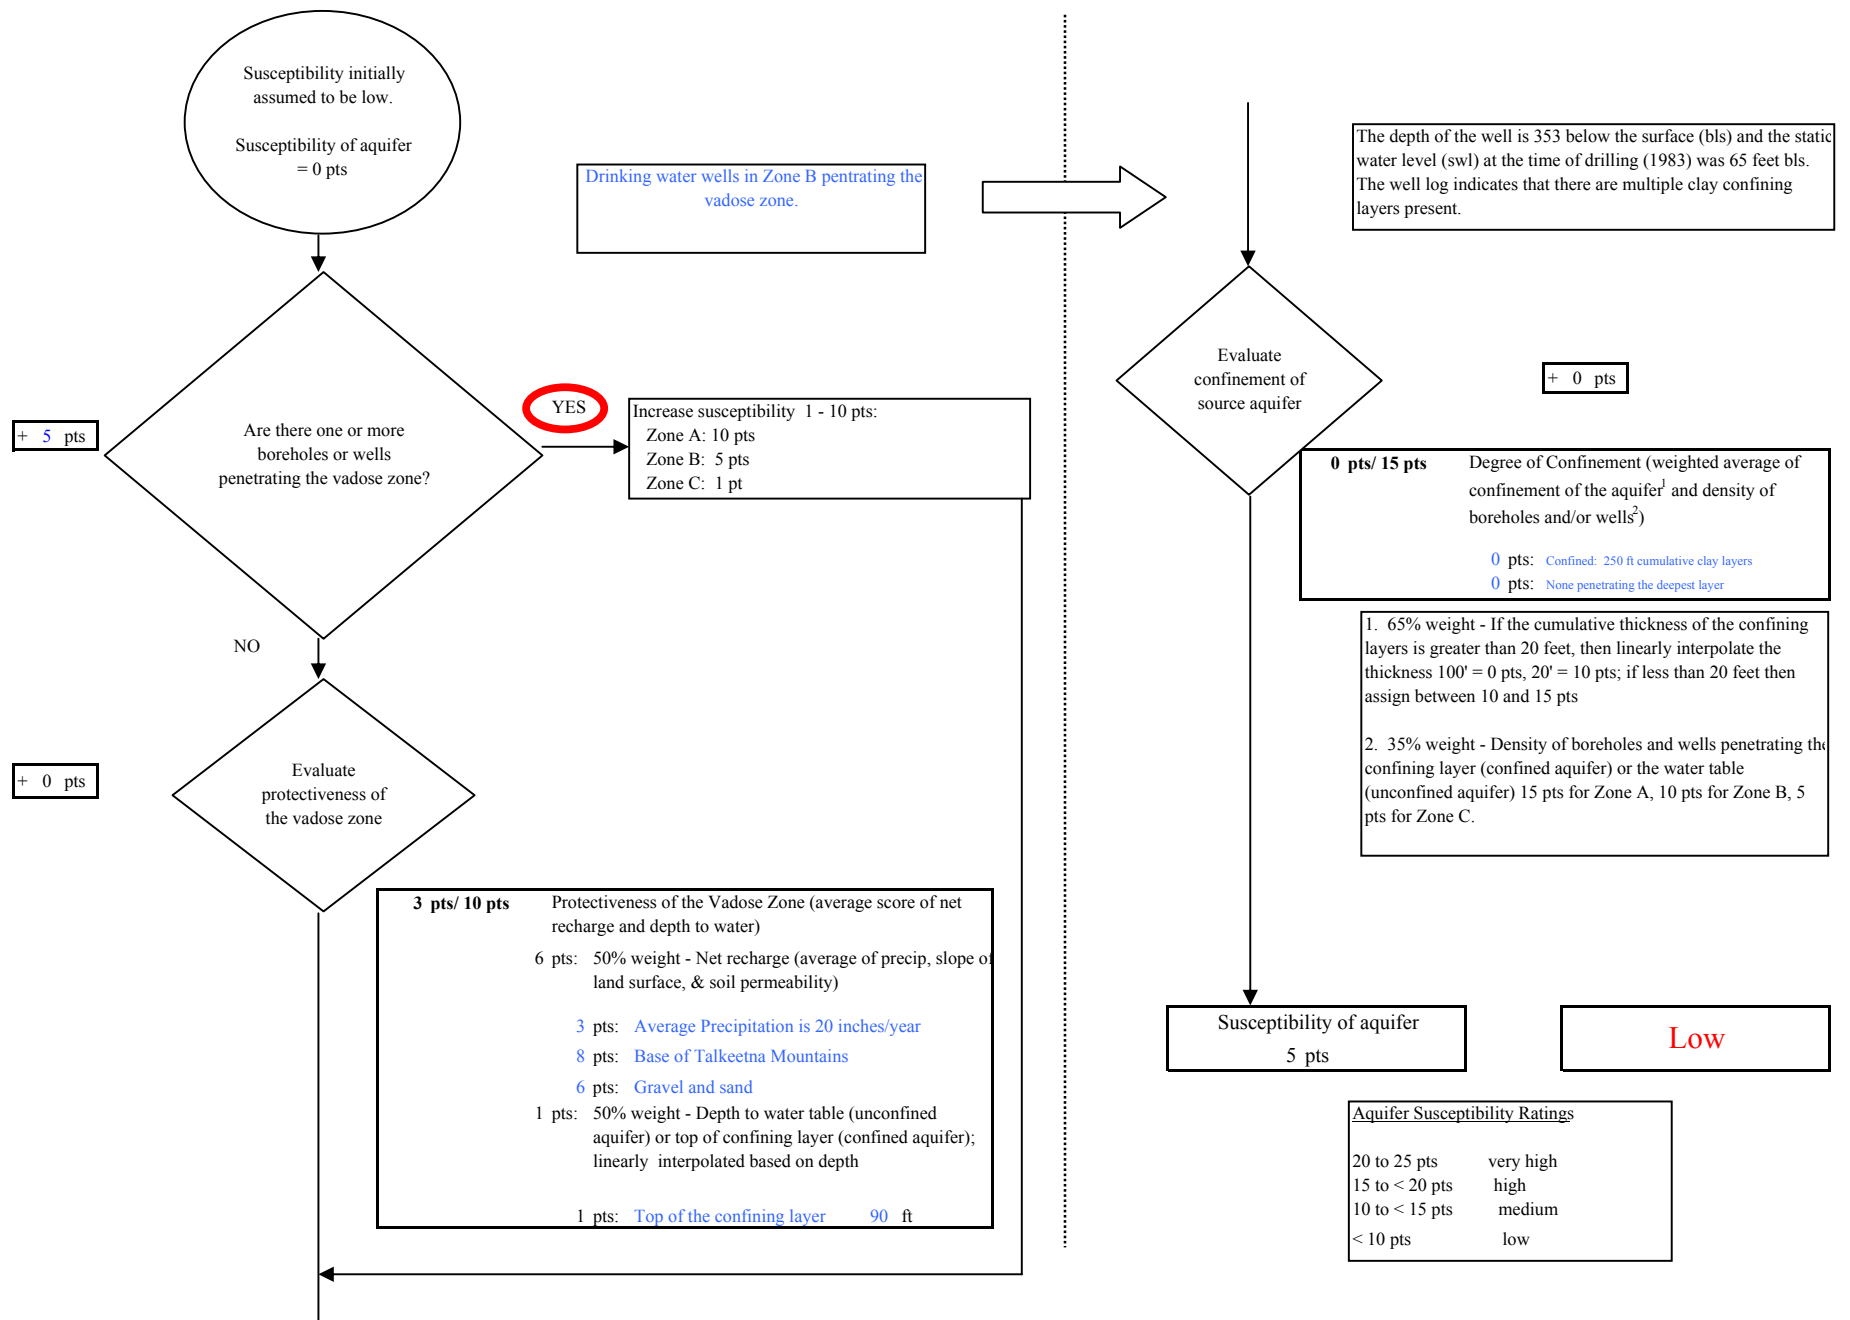 Susceptibility initially
assumed to be low.
Susceptibility of aquifer
= 0 pts
Drinking water wells in Zone B pentrating the
vadose zone.
+ 5 pts
Are there one or more
boreholes or wells
penetrating the vadose zone?
YES
Increase susceptibility 1 - 10 pts:
Zone A: 10 pts
Zone B: 5 pts
Zone C: 1 pt
NO
+ 0 pts
Evaluate
protectiveness of
the vadose zone
3 pts/ 10 pts
Protectiveness of the Vadose Zone (average score of net
recharge and depth to water)
6 pts: 50% weight - Net recharge (average of precip, slope of
land surface, & soil permeability)
3 pts: Average Precipitation is 20 inches/year
8 pts: Base of Talkeetna Mountains
6 pts: Gravel and sand
1 pts: 50% weight - Depth to water table (unconfined
aquifer) or top of confining layer (confined aquifer);
linearly interpolated based on depth
1 pts: Top of the confining layer 90 ft
The depth of the well is 353 below the surface (bls) and the static
water level (swl) at the time of drilling (1983) was 65 feet bls.
The well log indicates that there are multiple clay confining
layers present.
Evaluate
confinement of
source aquifer
+ 0 pts
0 pts/ 15 pts
Degree of Confinement (weighted average of
confinement of the aquifer1 and density of
boreholes and/or wells2)
0 pts: Confined: 250 ft cumulative clay layers
0 pts: None penetrating the deepest layer
1. 65% weight - If the cumulative thickness of the confining
layers is greater than 20 feet, then linearly interpolate the
thickness 100' = 0 pts, 20' = 10 pts; if less than 20 feet then
assign between 10 and 15 pts
2. 35% weight - Density of boreholes and wells penetrating the
confining layer (confined aquifer) or the water table
(unconfined aquifer) 15 pts for Zone A, 10 pts for Zone B, 5
pts for Zone C.
Susceptibility of aquifer
5 pts
Low
Aquifer Susceptibility Ratings
20 to 25 pts very high
15 to < 20 pts high
10 to < 15 pts medium
< 10 pts low